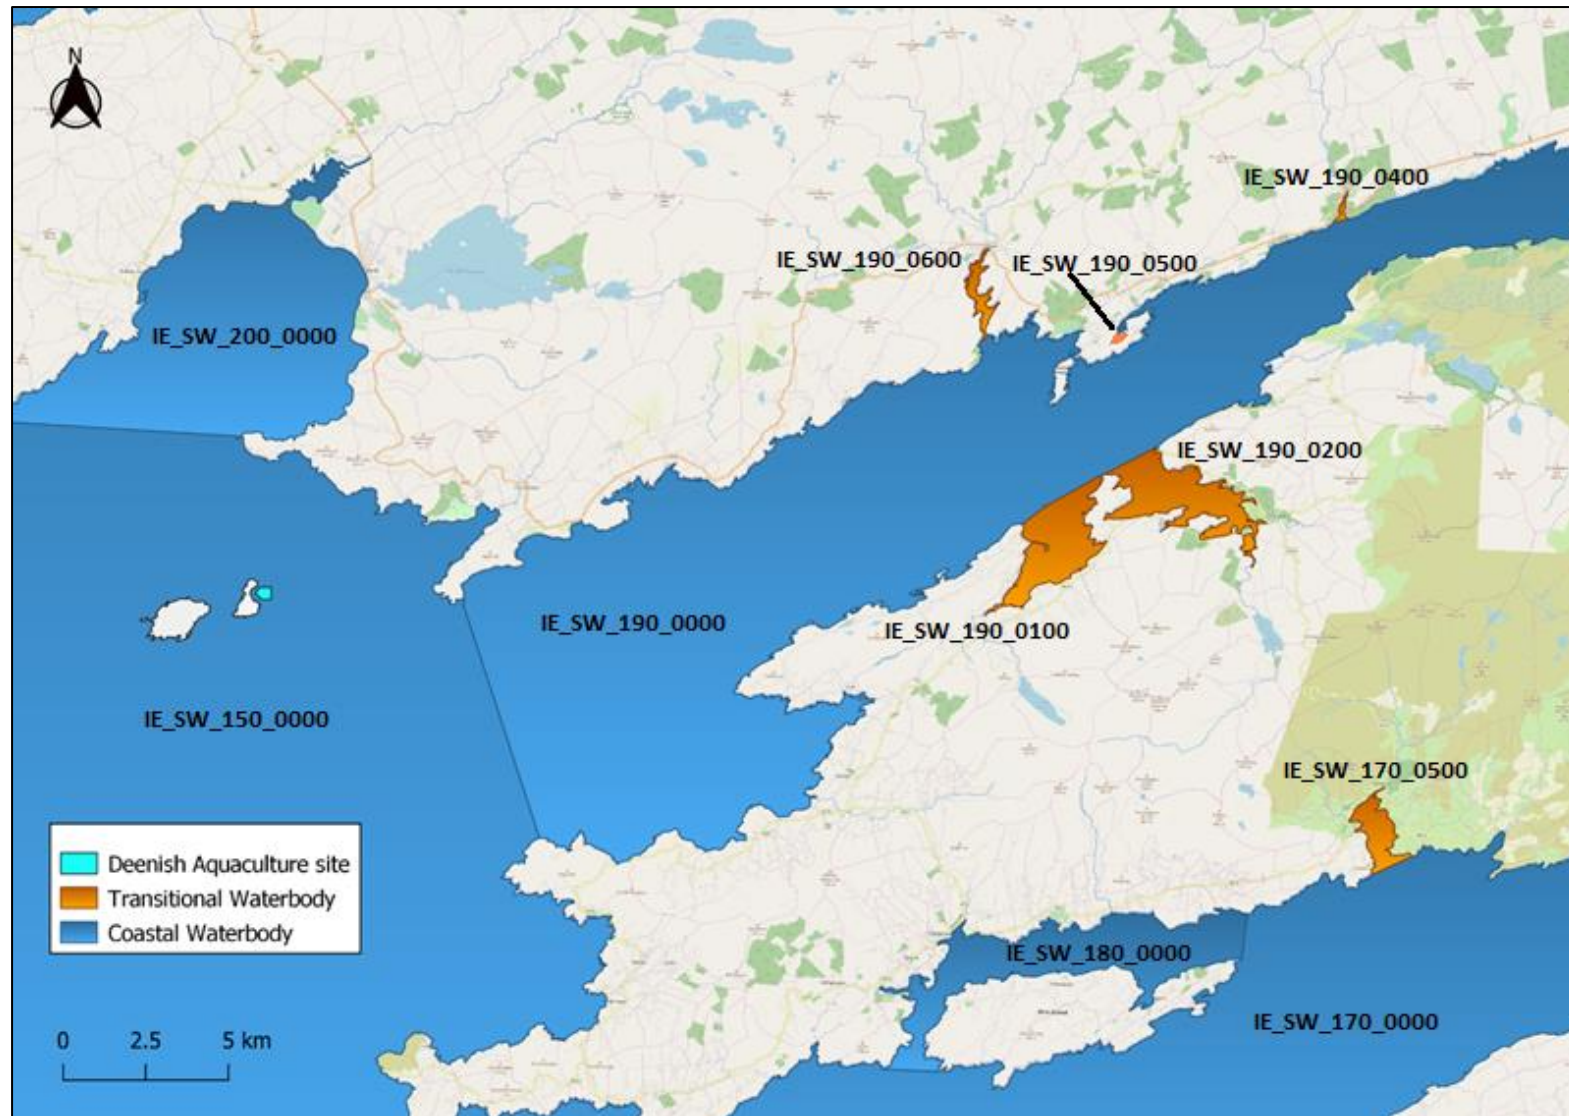 N
IE_SW_190_0400
IE_SW_190_0600
IE_SW_190_0500
IE_SW_200_0000
IE_SW_190_0200
IE_SW_190_0000
IE_SW_190_0100
IE_SW_150_0000
IE_SW_170_0500
Deenish Aquaculture site
Transitional Waterbody
Coastal Waterbody
IE_SW_180_0000
IE_SW_170_0000
0 2.5 5 km